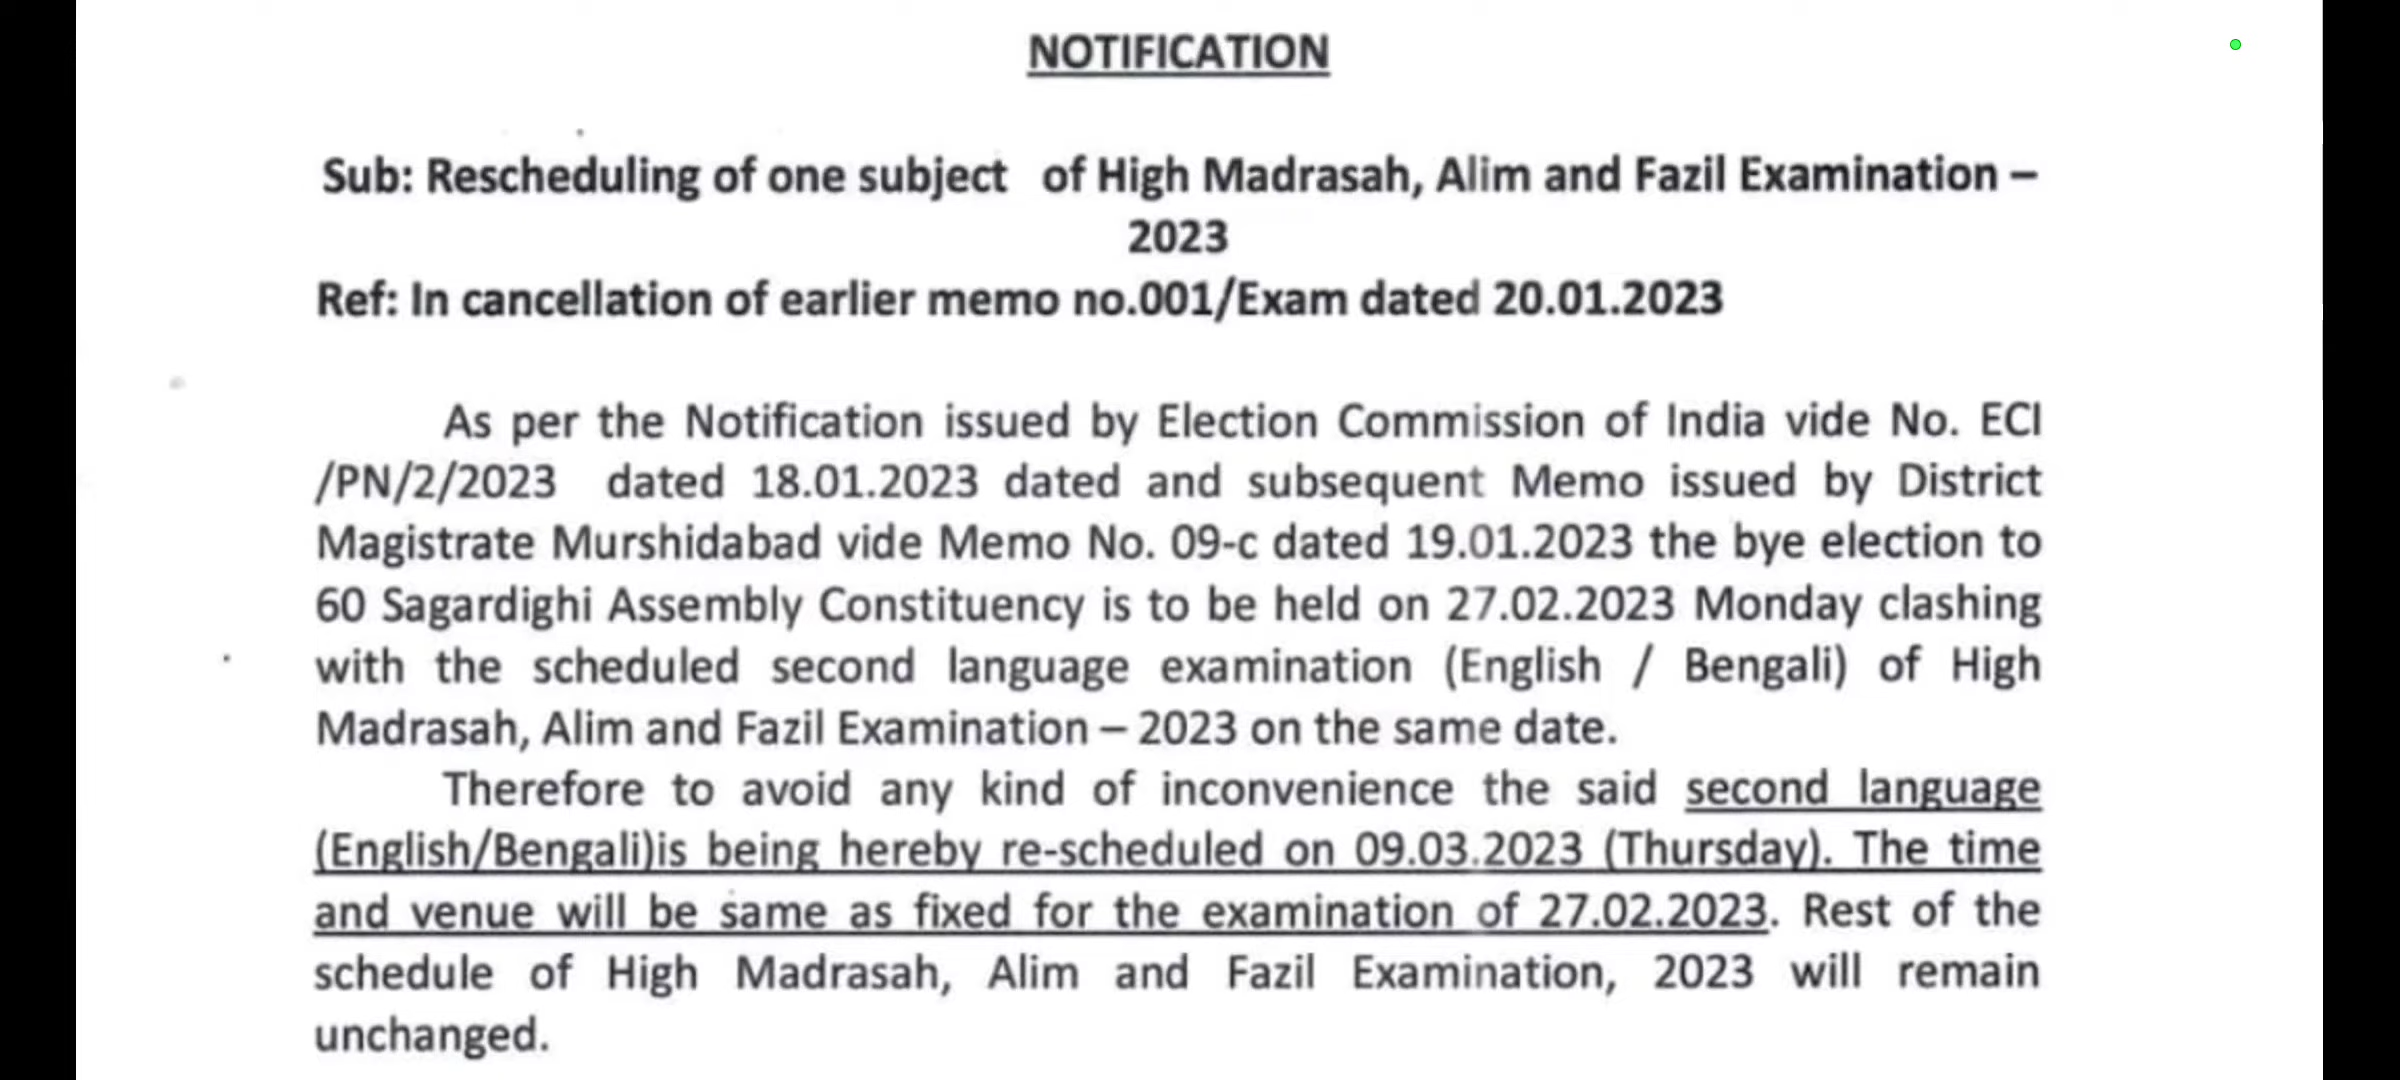 NOTIFICATION
Sub: Rescheduling of one subject of High Madrasah, Alim and Fazil Examination –
2023
Ref: In cancellation of earlier memo no.001/Exam dated 20.01.2023
As per the Notification issued by Election Commission of India vide No. ECI
/PN/2/2023 dated 18.01.2023 dated and subsequent Memo issued by District
Magistrate Murshidabad vide Memo No. 09-c dated 19.01.2023 the bye election to
60 Sagardighi Assembly Constituency is to be held on 27.02.2023 Monday clashing
with the scheduled second language examination (English / Bengali) of High
Madrasah, Alim and Fazil Examination – 2023 on the same date.
Therefore to avoid any kind of inconvenience the said second language
(English/Bengali)is being hereby re-scheduled on 09.03.2023 (Thursday). The time
and venue will be same as fixed for the examination of 27.02.2023. Rest of the
schedule of High Madrasah, Alim and Fazil Examination, 2023 will remain
unchanged.